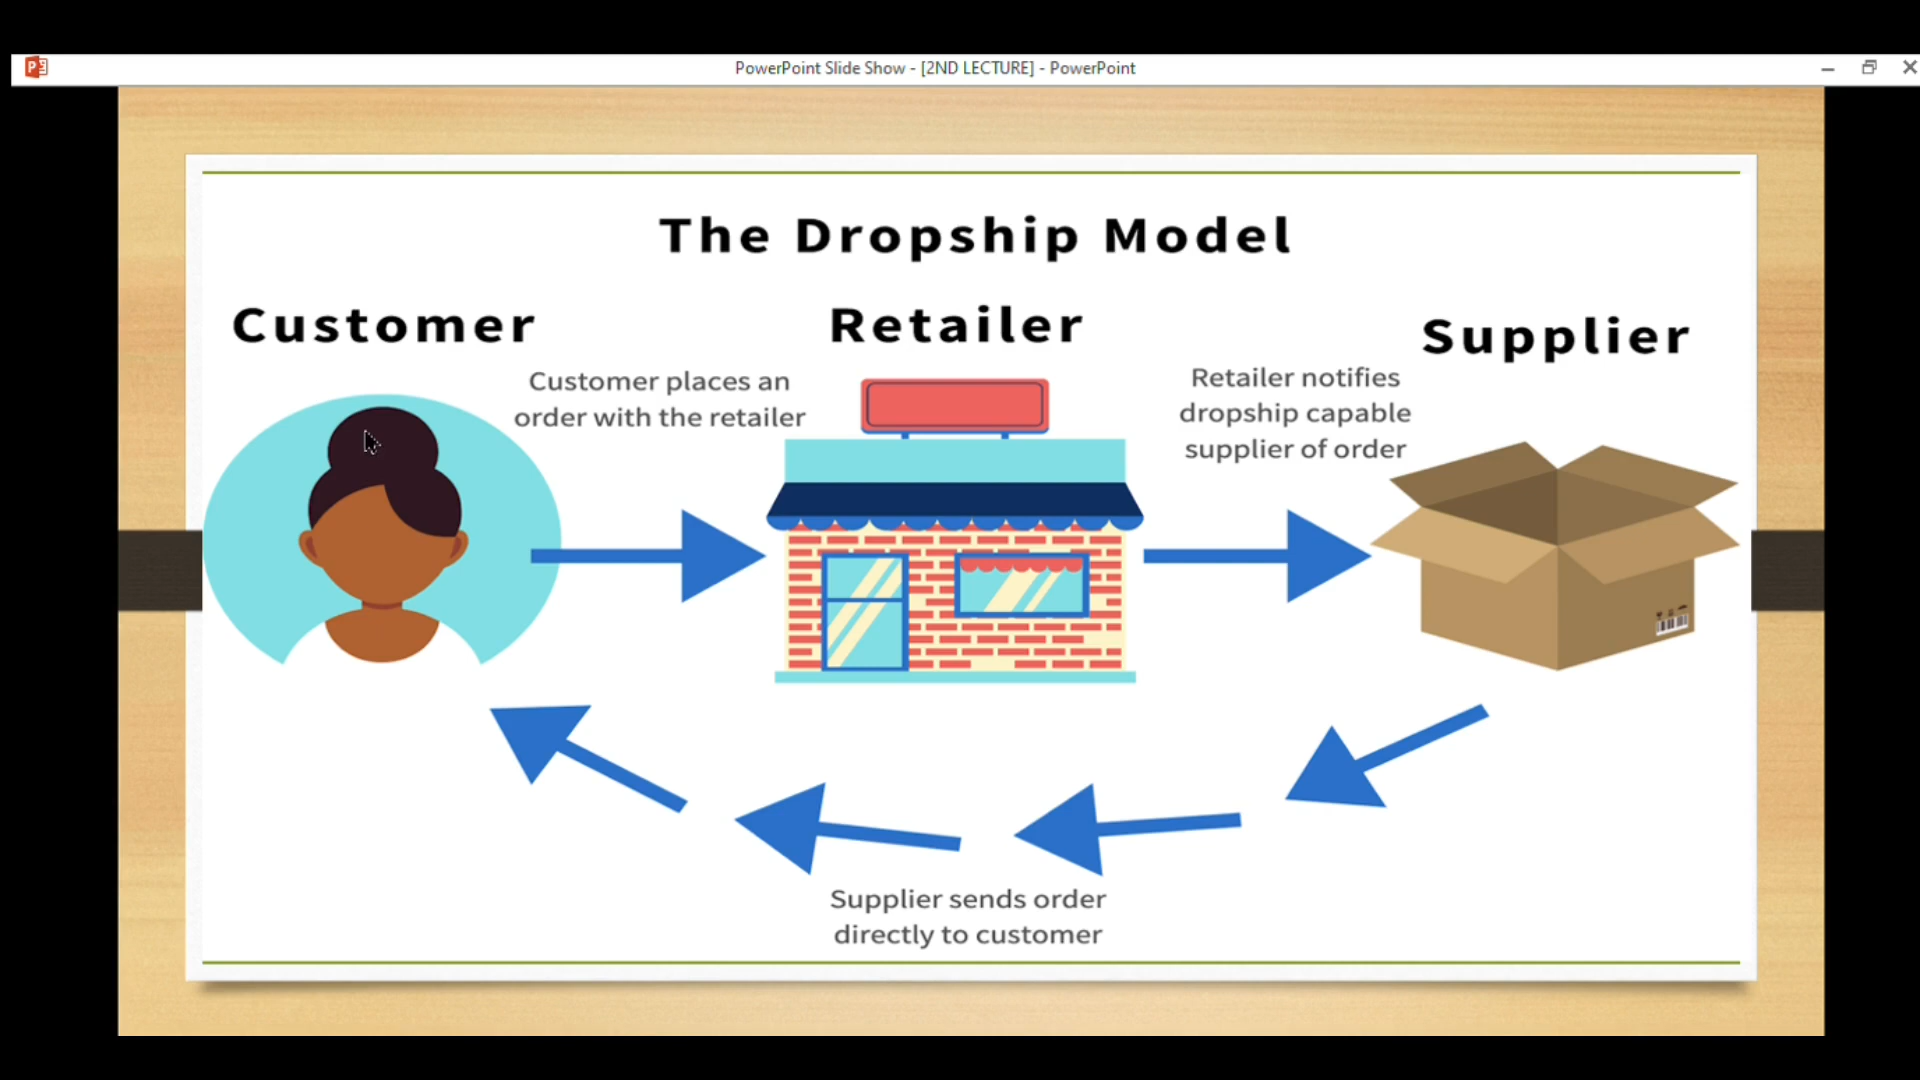 PowerPoint Slide Show - [2ND LECTURE] - PowerPoint
The Dropship Model
Customer
Retailer
Supplier
Customer places an
order with the retailer
Retailer notifies
dropship capable
supplier of order
Supplier sends order
directly to customer